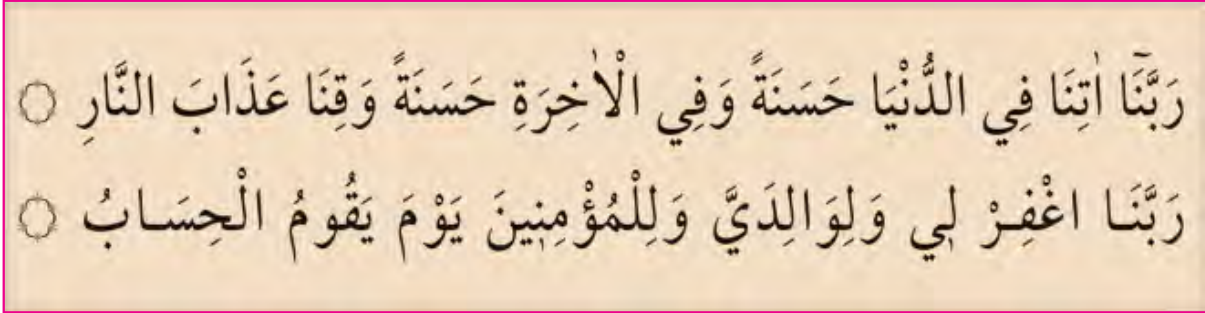 رَبَّنَٓا اٰتِنَا فِي الدُّنْيَا حَسَنَةً وَفِي الْاٰخِرَةِ حَسَنَةً وَقِنَا عَذَابَ النَّارِ ۝
رَبَّنَا اغْفِرْ لٖي وَلِوَالِدَيَّ وَلِلْمُؤْمِنٖينَ يَوْمَ يَقُومُ الْحِسَابُ ۝